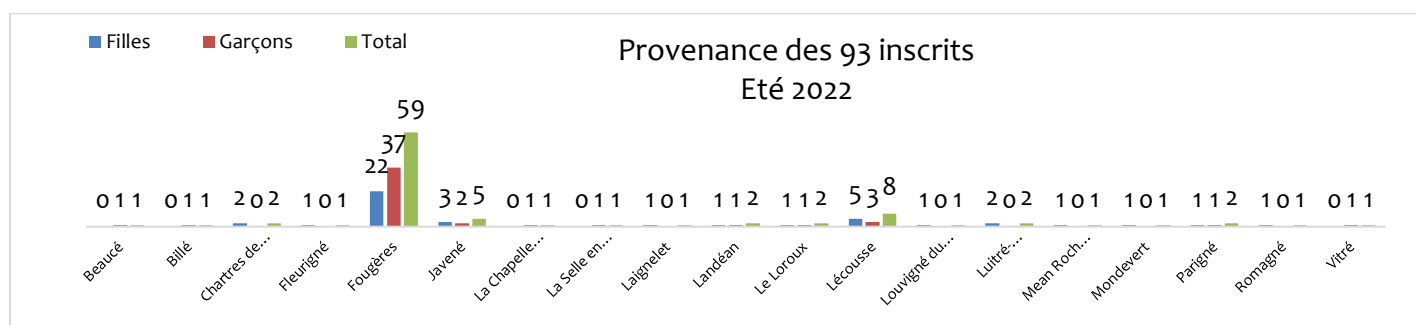 Filles Garçons Total
Provenance des 93 inscrits
Eté 2022
0 1 1 0 1 1 2 0 2 1 0 1 22 37 59 3 2 5 0 1 1 0 1 1 1 0 1 1 1 2 1 1 2 5 3 8 1 0 1 2 0 2 1 0 1 1 0 1 1 1 2 1 0 1 0 1 1
Beaucé
Billé
Chartres de...
Fleurigné
Fougères
Javené
La Chapelle...
La Selle en...
Laignelet
Landéan
Le Loroux
Lécousse
Louvigné du...
Luitré-...
Mean Roch...
Mondevert
Parigné
Romagné
Vitré